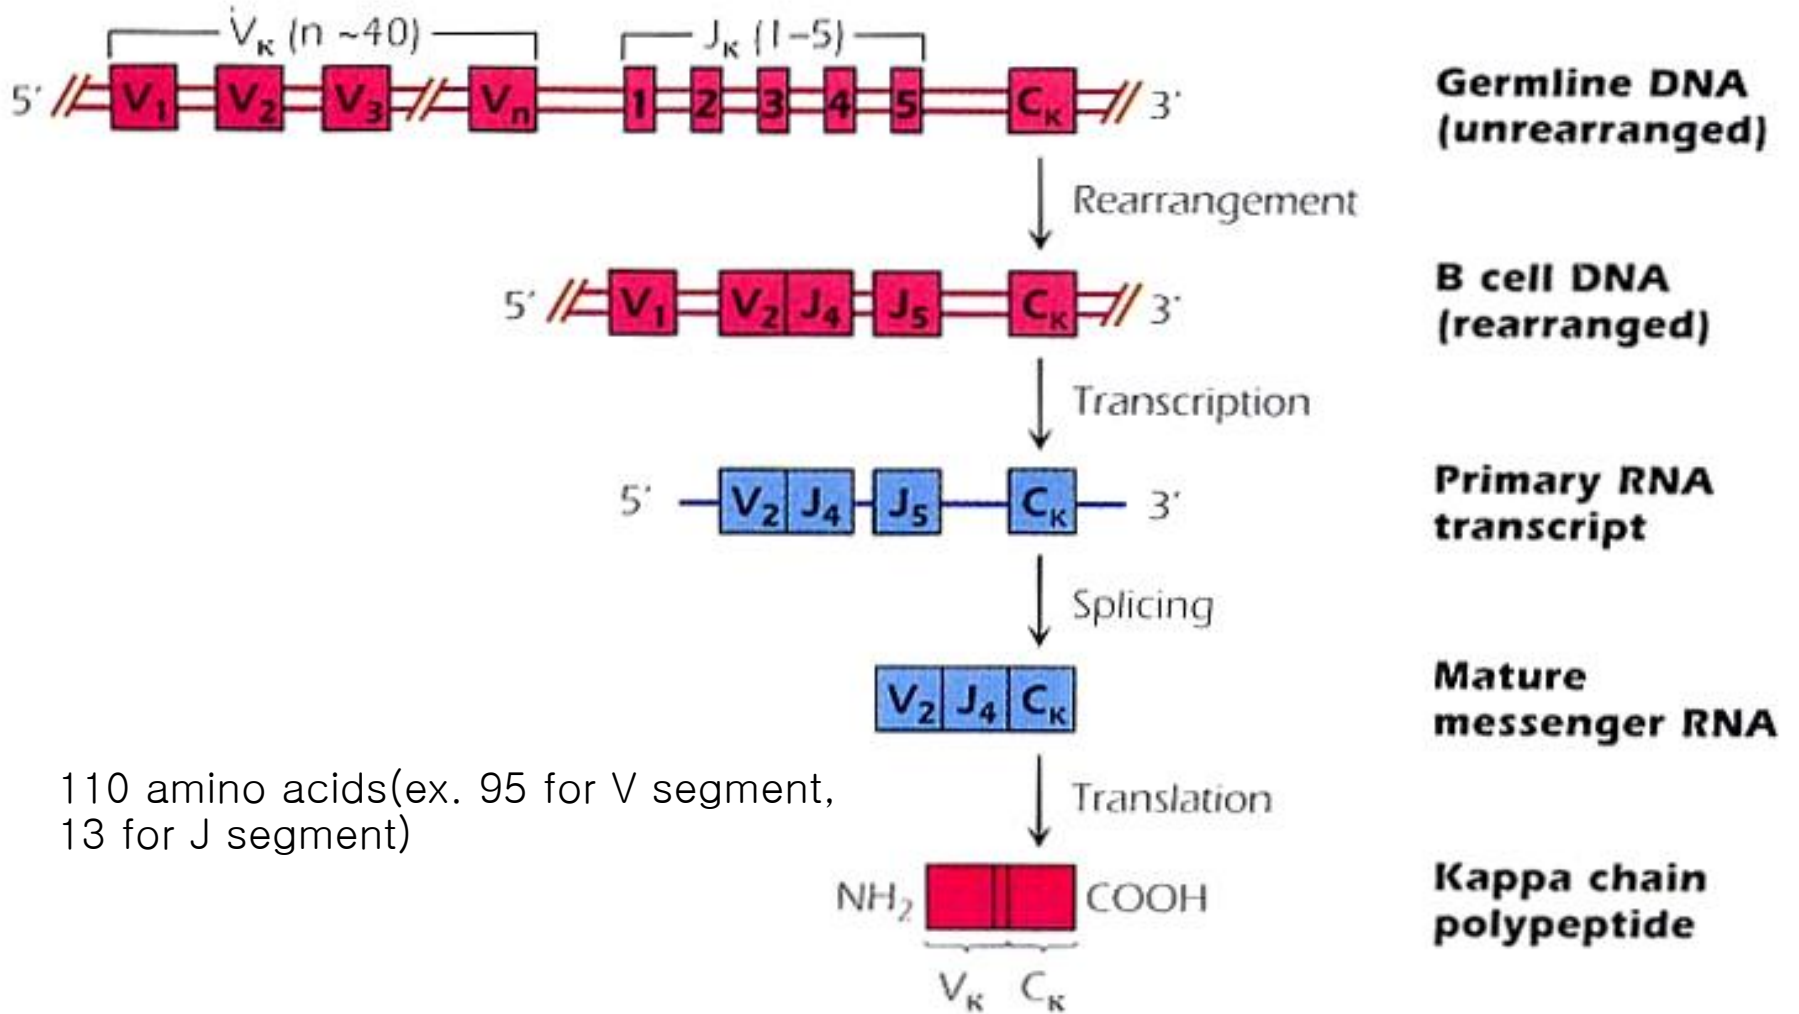 Vκ (n ~40) Jκ (1–5)
5′ V1 V2 V3 Vn 1 2 3 4 5 Cκ 3′
Germline DNA
(unrearranged)
Rearrangement
5′ V1 V2 J4 J5 Cκ 3′
B cell DNA
(rearranged)
Transcription
5′ V2 J4 J5 Cκ 3′
Primary RNA
transcript
Splicing
V2 J4 Cκ
Mature
messenger RNA
110 amino acids(ex. 95 for V segment,
13 for J segment)
Translation
NH2 COOH
Kappa chain
polypeptide
Vκ Cκ